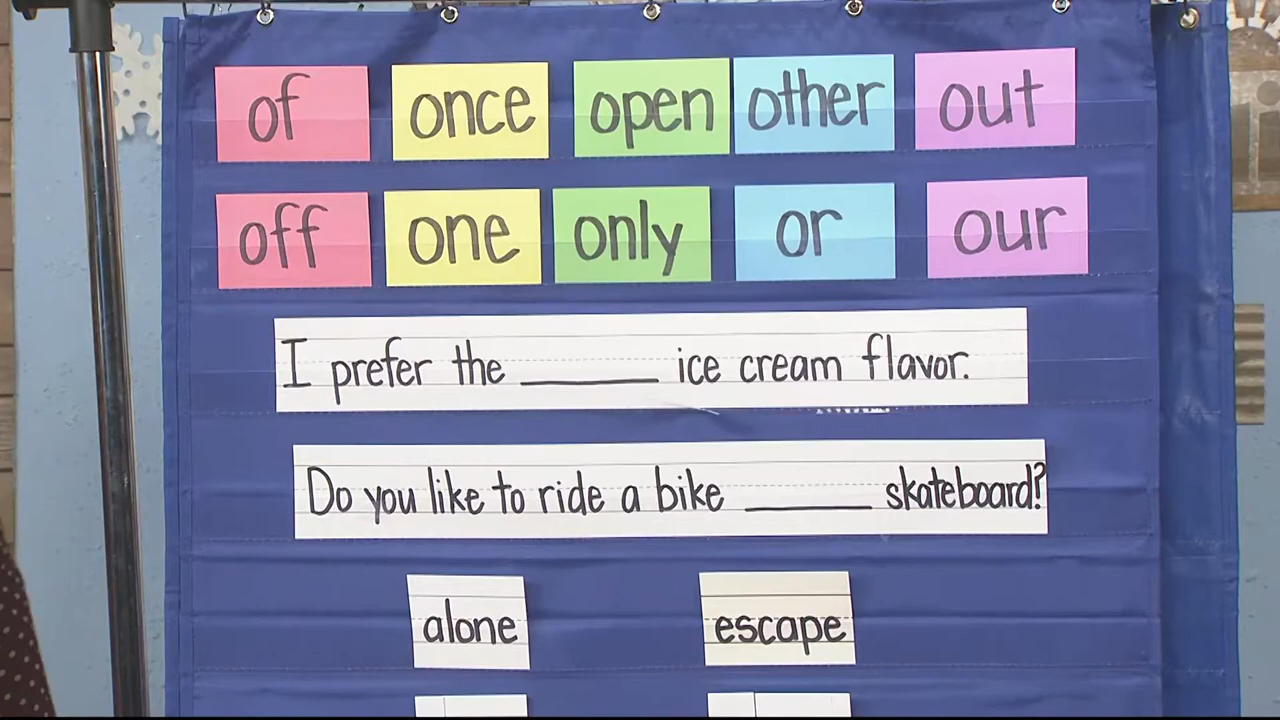 of once open other out
off one only or our
I prefer the ______ ice cream flavor.
Do you like to ride a bike ______ skateboard?
alone escape